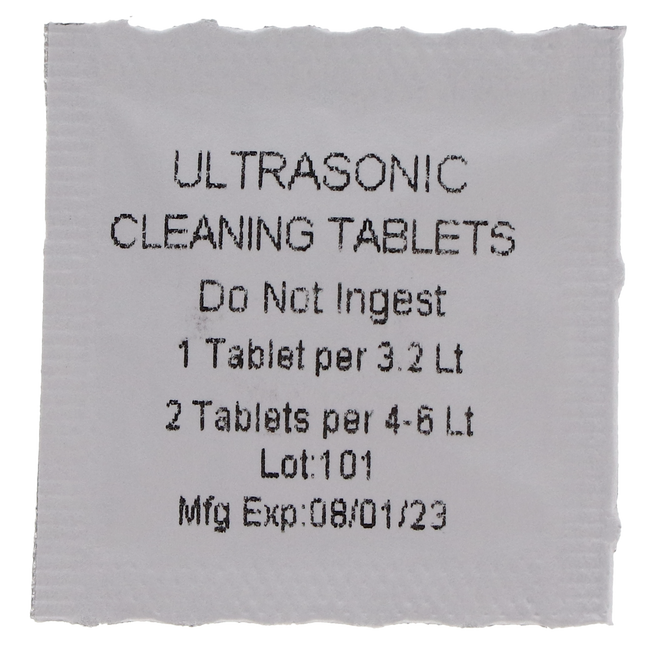 ULTRASONIC
CLEANING TABLETS
Do Not Ingest
1 Tablet per 3.2 Lt
2 Tablets per 4-6 Lt
Lot:101
Mfg Exp:08/01/23